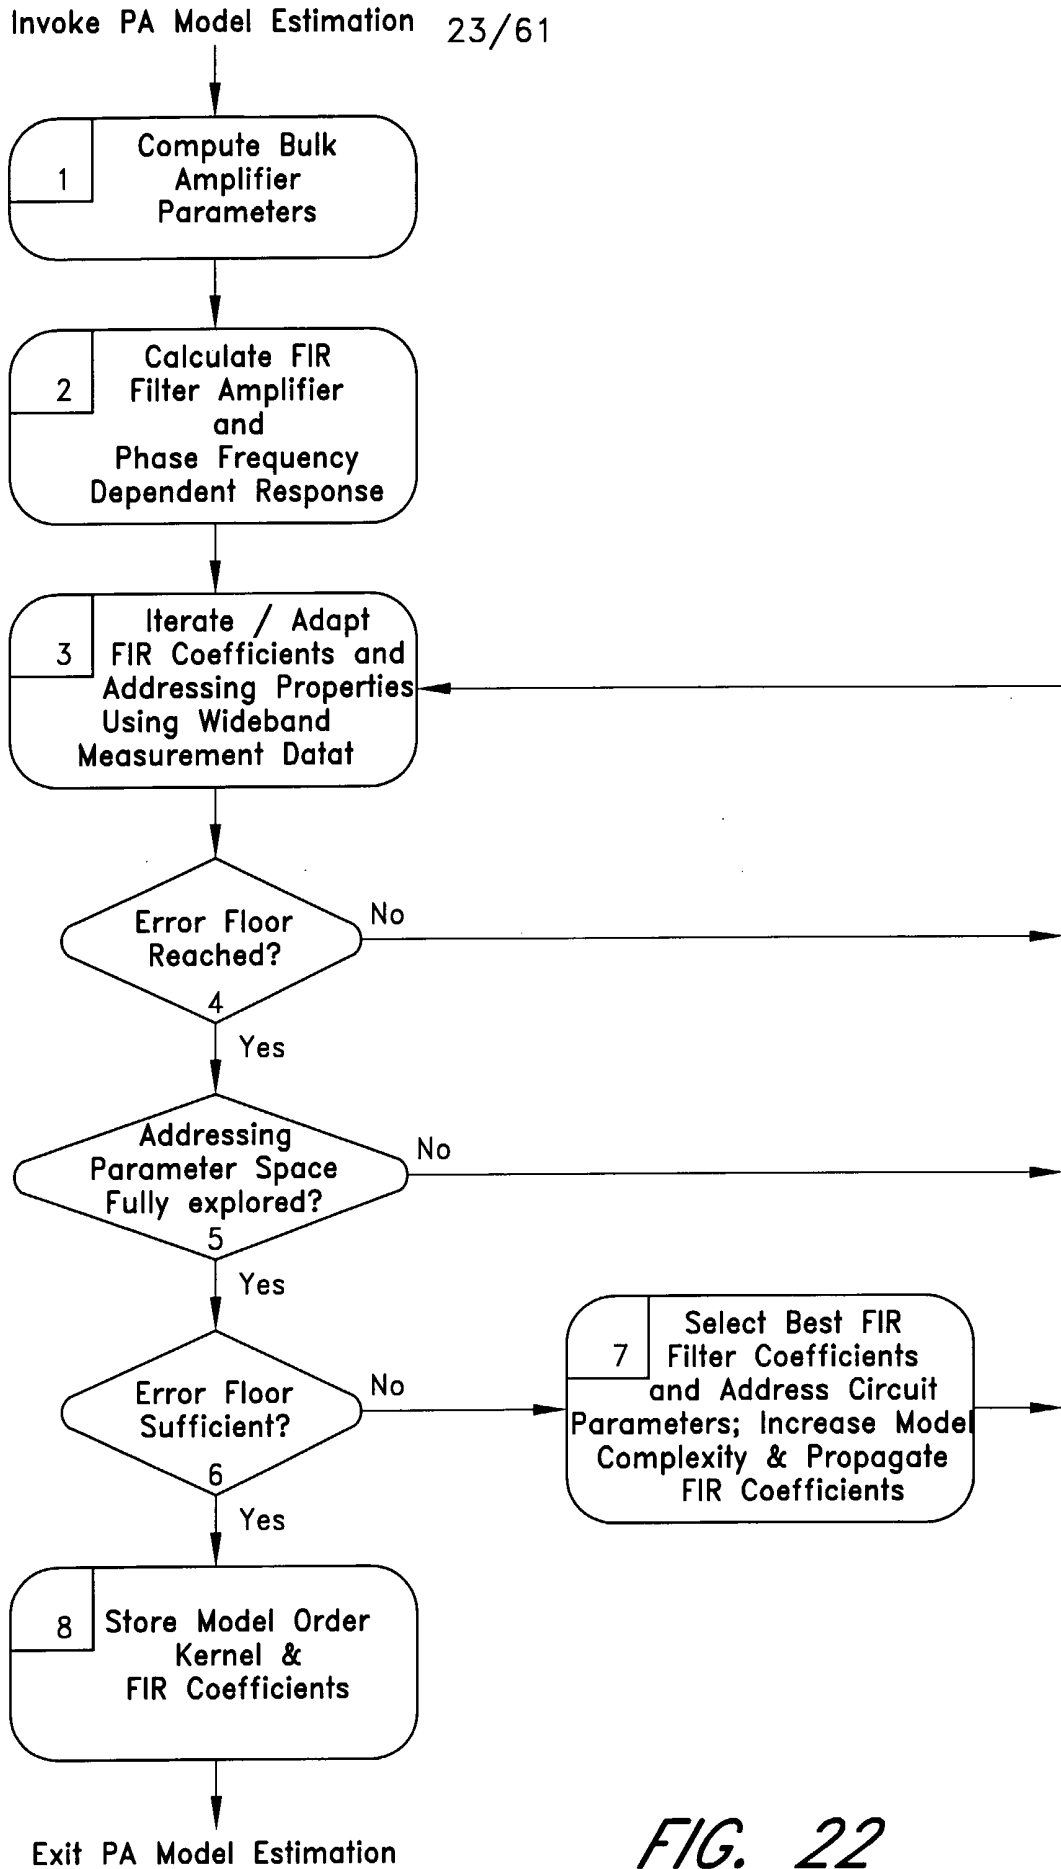 Invoke PA Model Estimation
23/61
1
Compute Bulk
Amplifier
Parameters
2
Calculate FIR
Filter Amplifier
and
Phase Frequency
Dependent Response
3
Iterate / Adapt
FIR Coefficients and
Addressing Properties
Using Wideband
Measurement Datat
Error Floor
Reached?
4
No
Yes
Addressing
Parameter Space
Fully explored?
5
No
Yes
Error Floor
Sufficient?
6
No
7
Select Best FIR
Filter Coefficients
and Address Circuit
Parameters; Increase Model
Complexity & Propagate
FIR Coefficients
Yes
8
Store Model Order
Kernel &
FIR Coefficients
Exit PA Model Estimation
FIG. 22